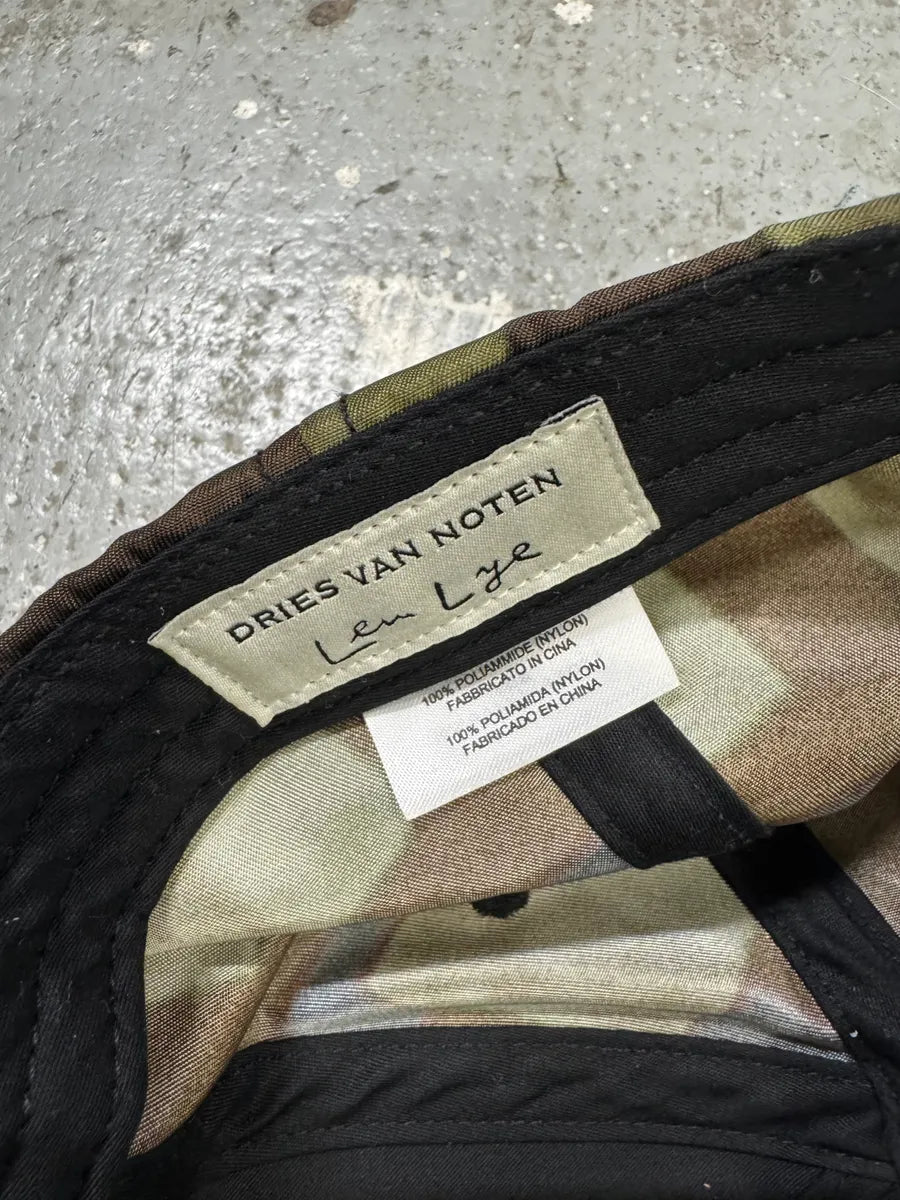 DRIES VAN NOTEN
Len Lye
100% POLIAMMIDE (NYLON)
FABBRICATO IN CINA
100% POLIAMIDA (NYLON)
FABRICADO EN CHINA